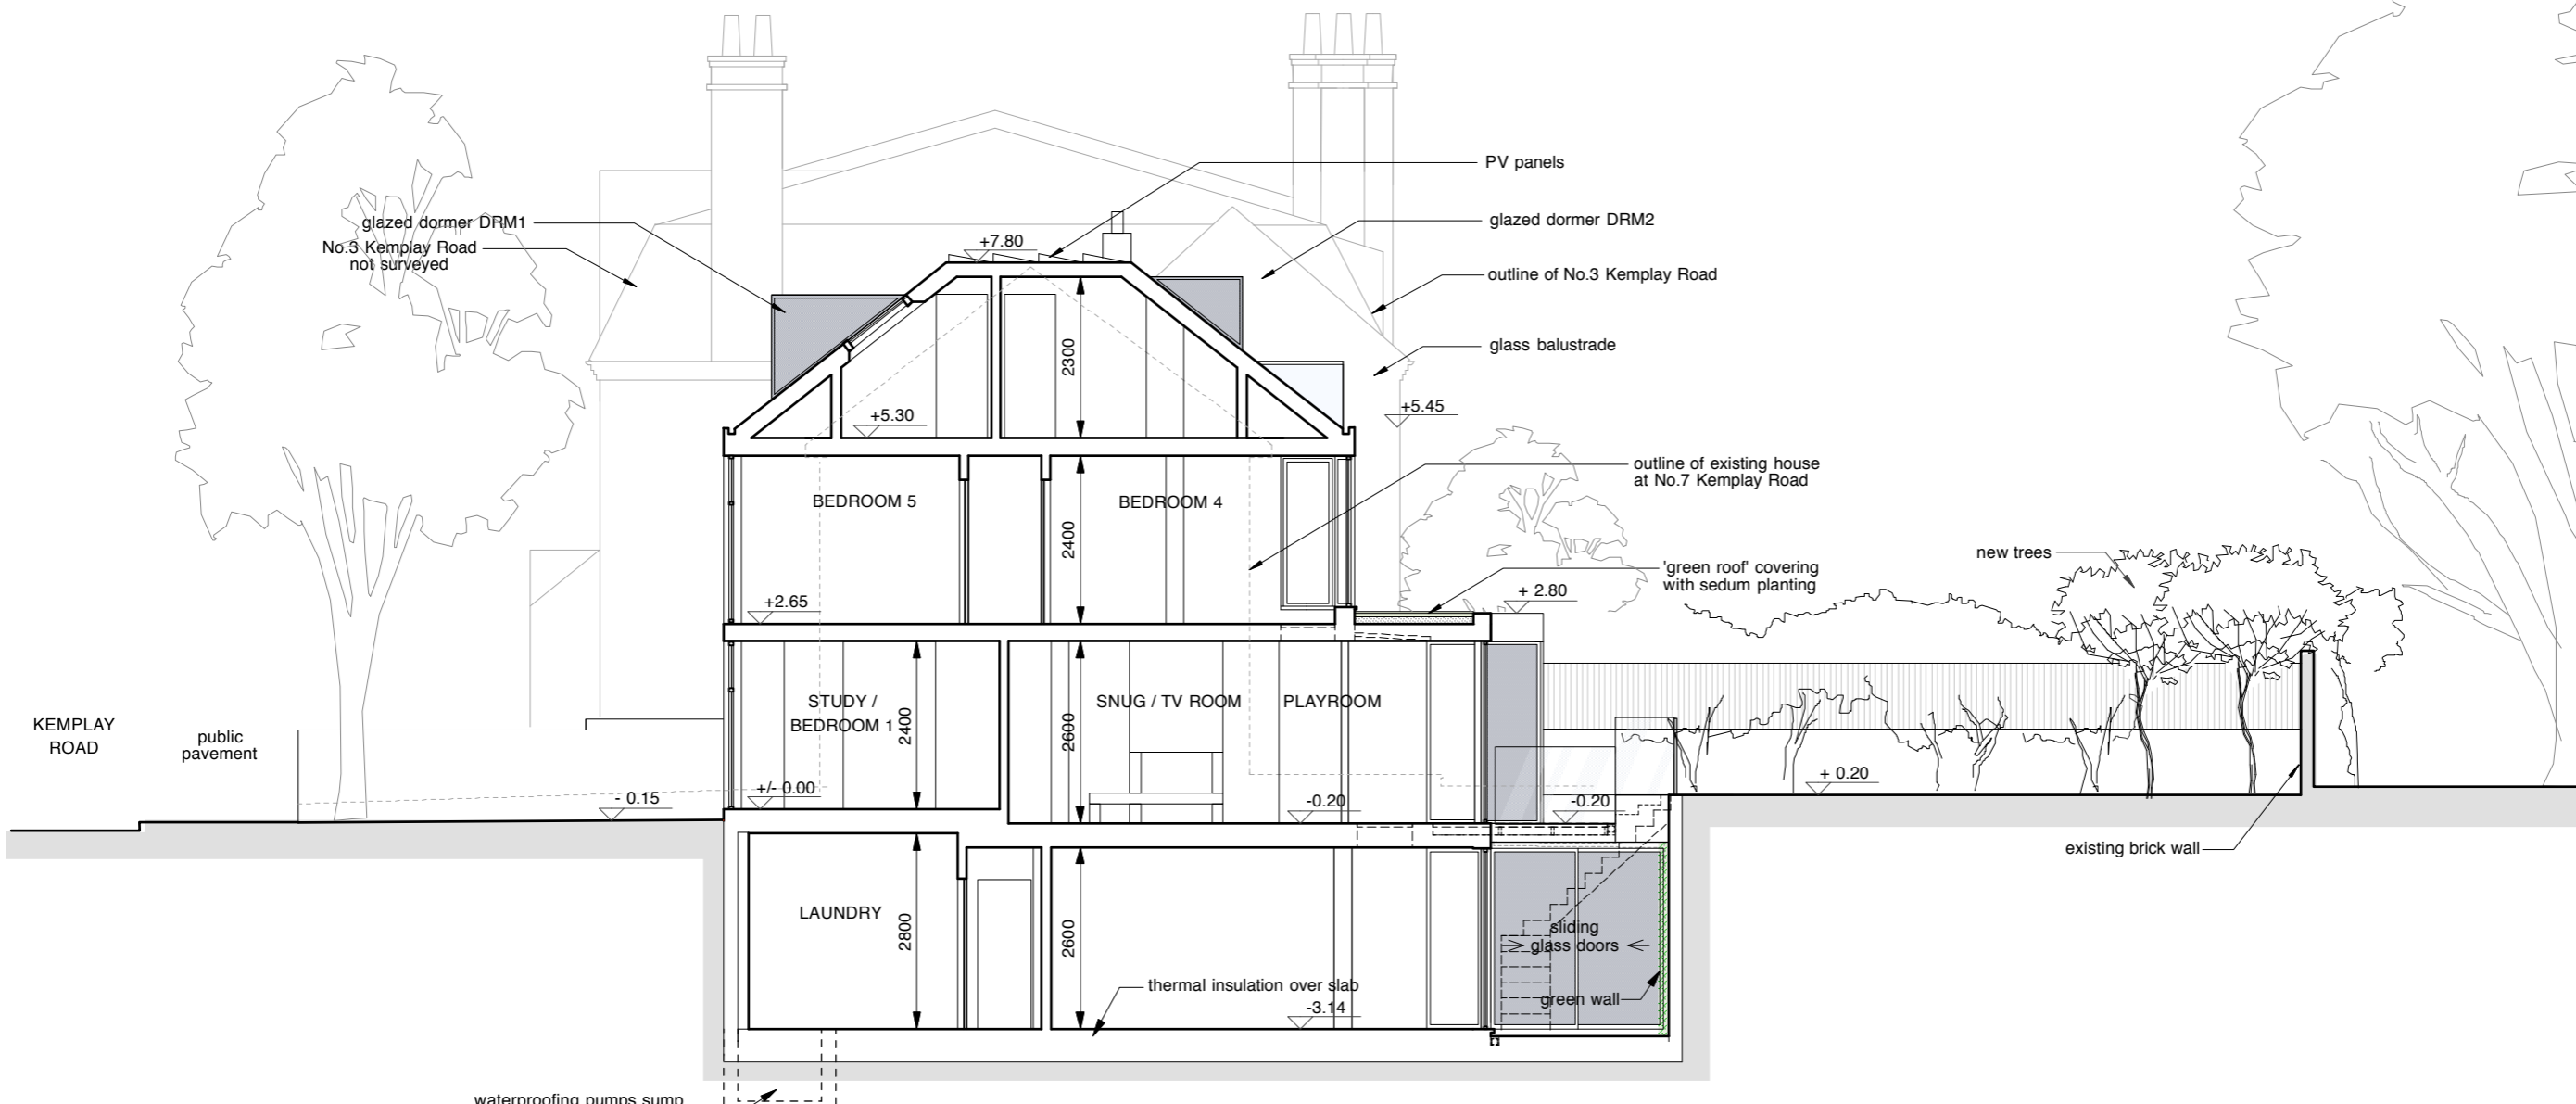 PV panels
glazed dormer DRM1
glazed dormer DRM2
No.3 Kemplay Road
not surveyed
+7.80
outline of No.3 Kemplay Road
glass balustrade
2300
+5.30
+5.45
outline of existing house
at No.7 Kemplay Road
BEDROOM 5
BEDROOM 4
2400
new trees
'green roof' covering
with sedum planting
+2.65
+ 2.80
KEMPLAY
ROAD
public
pavement
STUDY /
BEDROOM 1
2400
2600
SNUG / TV ROOM
PLAYROOM
- 0.15
+/- 0.00
-0.20
-0.20
+ 0.20
existing brick wall
LAUNDRY
2800
2600
sliding
glass doors
thermal insulation over slab
-3.14
green wall
waterproofing pumps sump